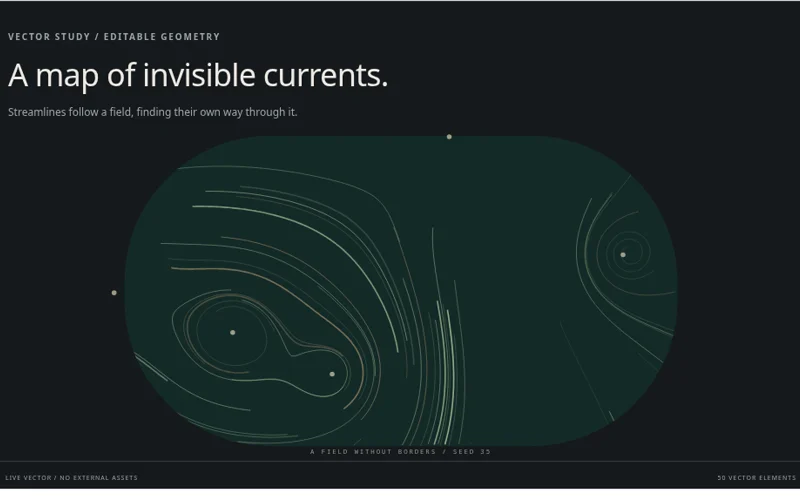 VECTOR STUDY / EDITABLE GEOMETRY
A map of invisible currents.
Streamlines follow a field, finding their own way through it.
A FIELD WITHOUT BORDERS / SEED 35
LIVE VECTOR / NO EXTERNAL ASSETS
50 VECTOR ELEMENTS